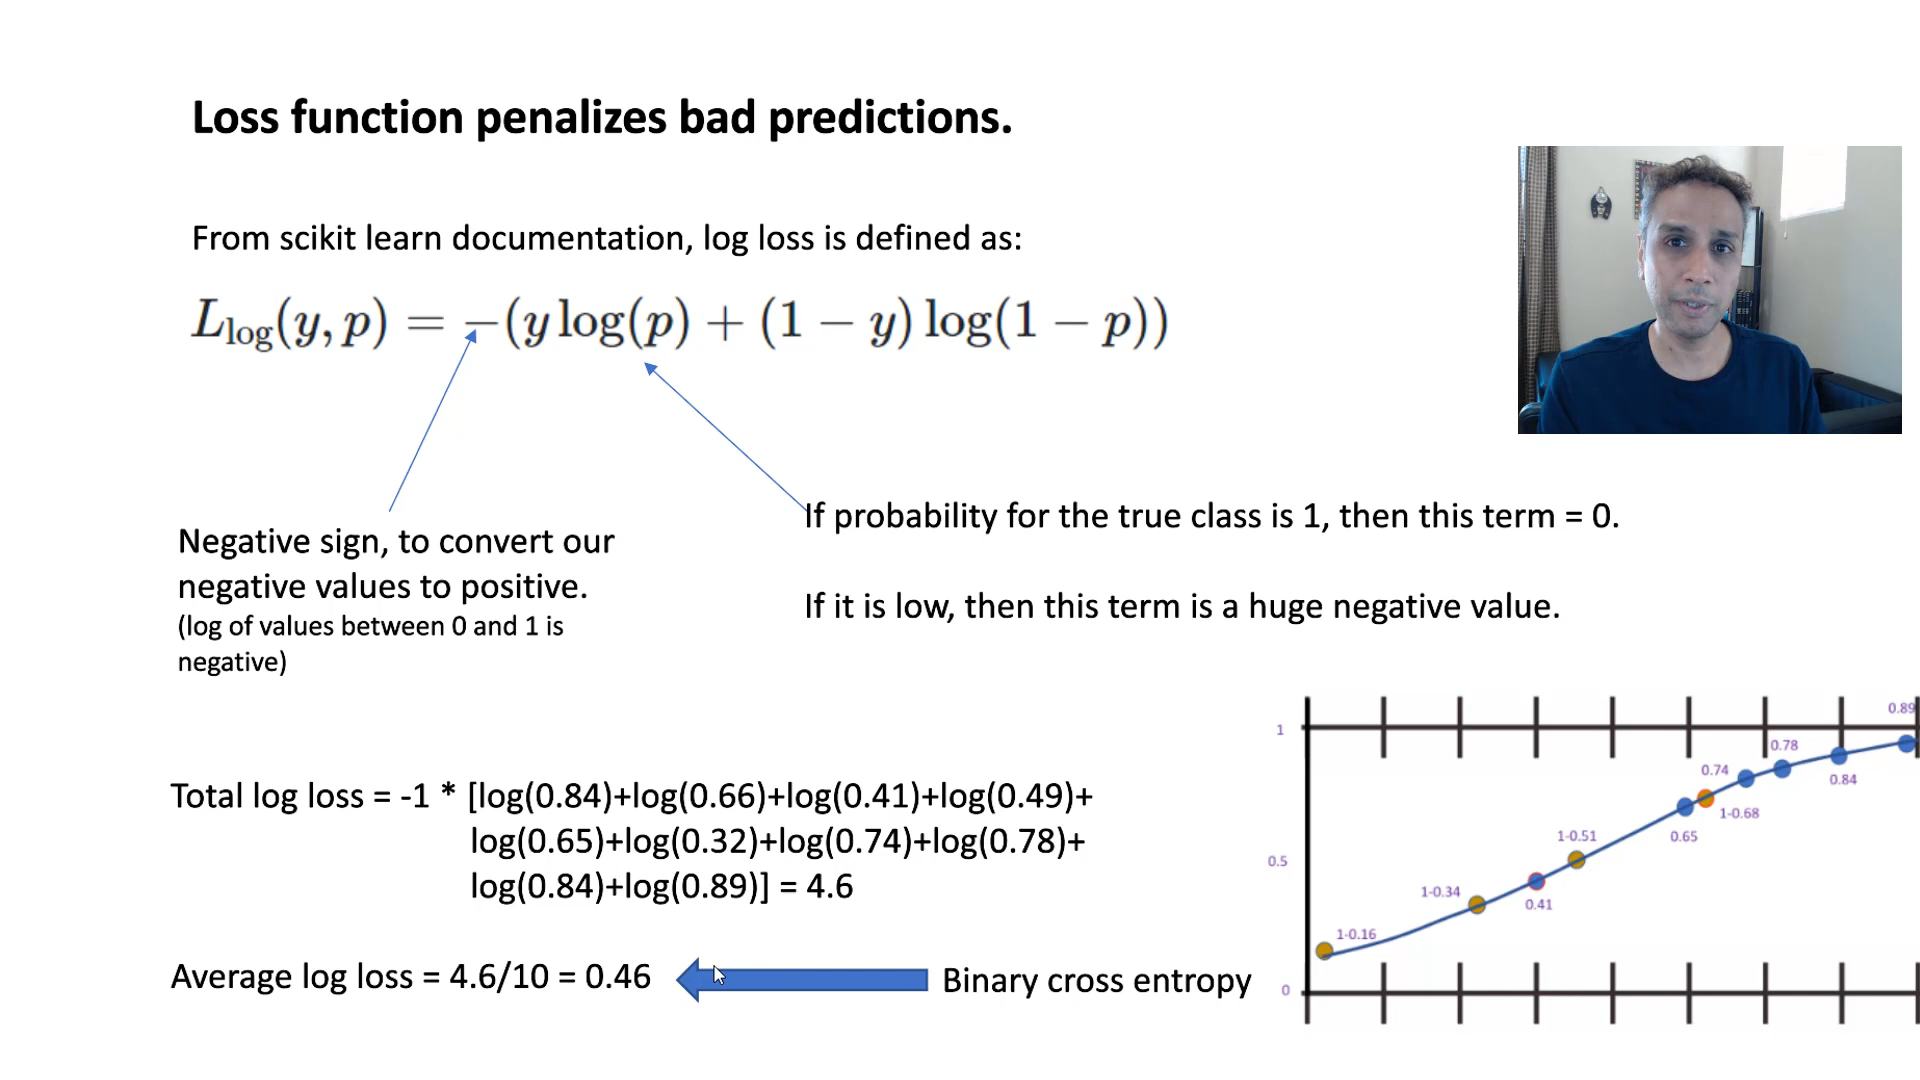 Loss function penalizes bad predictions.
From scikit learn documentation, log loss is defined as:
L_log(y, p) = −(y log(p) + (1 − y) log(1 − p))
If probability for the true class is 1, then this term = 0.
Negative sign, to convert our
negative values to positive.
(log of values between 0 and 1 is
negative)
If it is low, then this term is a huge negative value.
Total log loss = -1 * [log(0.84)+log(0.66)+log(0.41)+log(0.49)+
log(0.65)+log(0.32)+log(0.74)+log(0.78)+
log(0.84)+log(0.89)] = 4.6
Average log loss = 4.6/10 = 0.46
Binary cross entropy
0.89
1
0.78
0.74
0.84
1-0.68
1-0.51
0.65
0.5
1-0.34
0.41
1-0.16
0